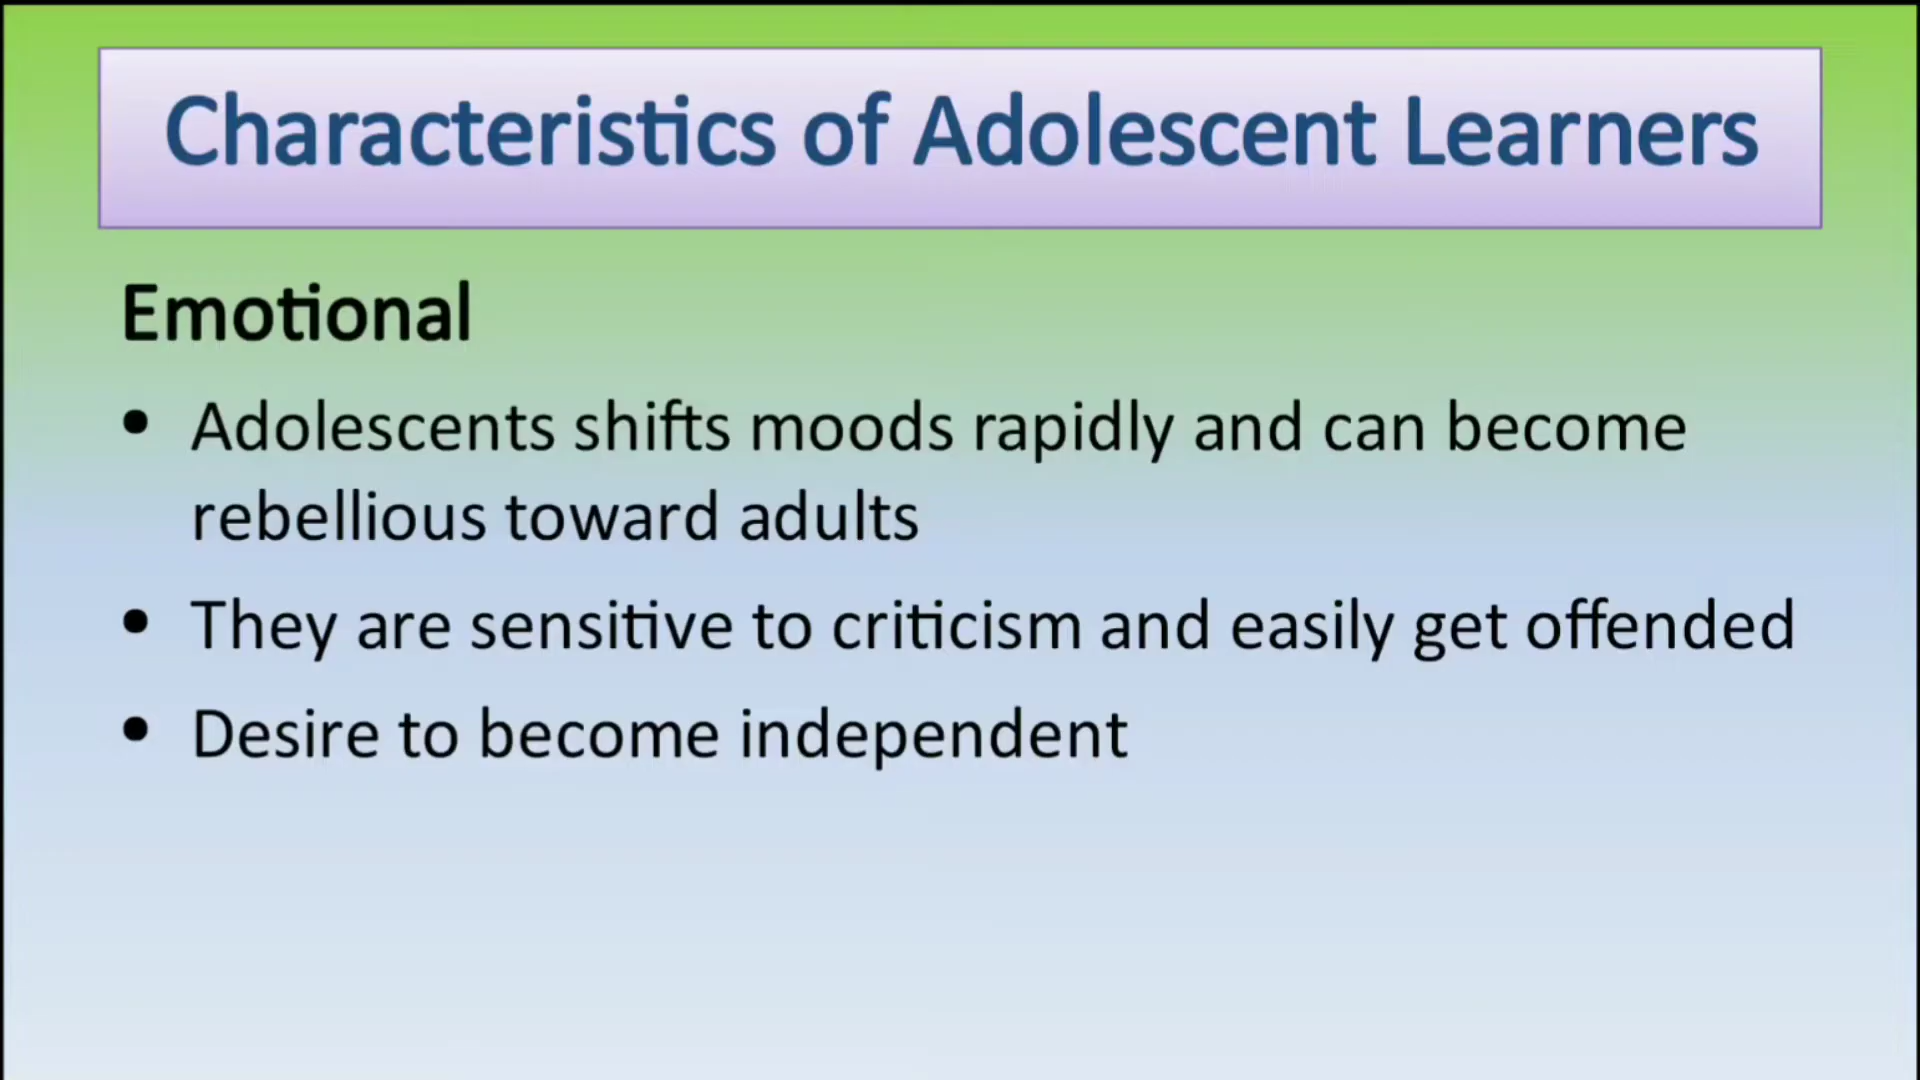 Characteristics of Adolescent Learners
Emotional
• Adolescents shifts moods rapidly and can become
rebellious toward adults
• They are sensitive to criticism and easily get offended
• Desire to become independent